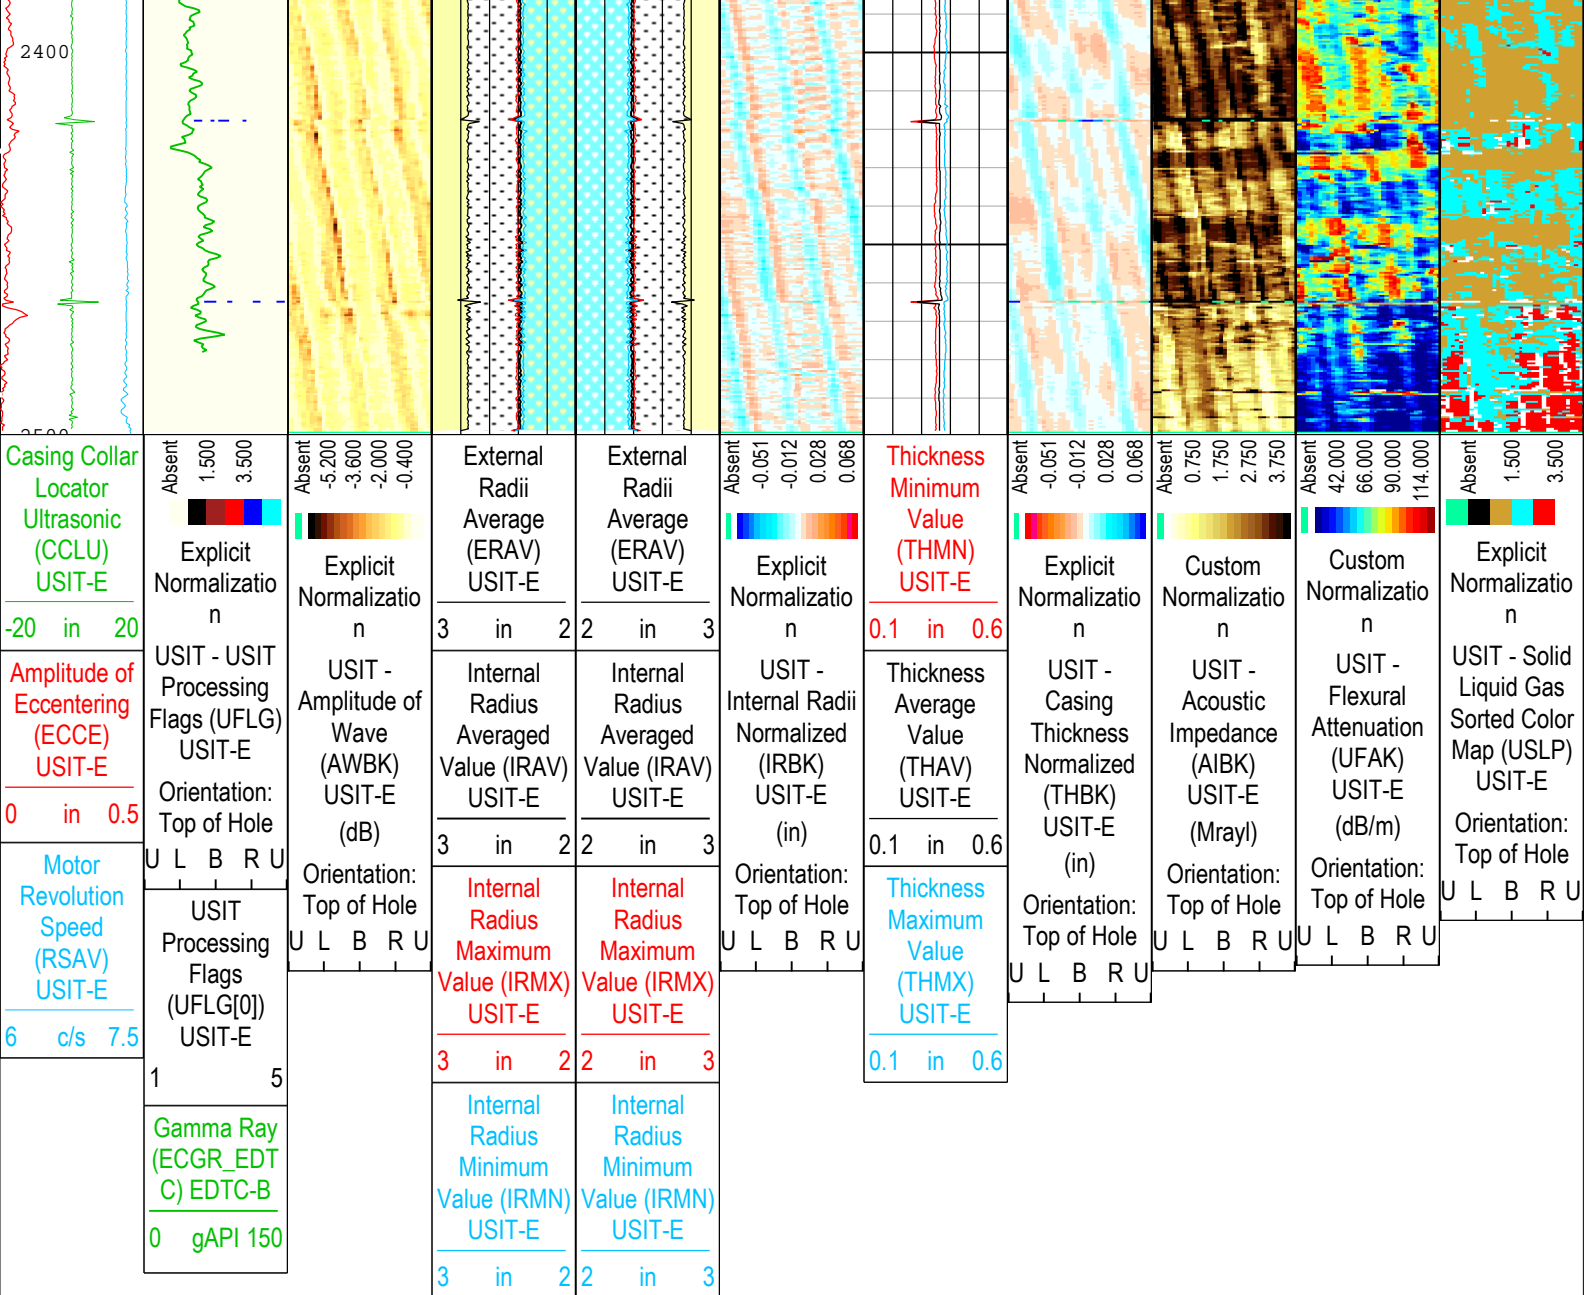 2400
2500
Casing Collar
Locator
Ultrasonic
(CCLU)
USIT-E
-20 in 20
Amplitude of
Eccentering
(ECCE)
USIT-E
0 in 0.5
Motor
Revolution
Speed
(RSAV)
USIT-E
6 c/s 7.5
Absent 1.500 3.500
Explicit
Normalizatio
n
USIT - USIT
Processing
Flags (UFLG)
USIT-E
Orientation:
Top of Hole
U L B R U
USIT
Processing
Flags
(UFLG[0])
USIT-E
1 5
Gamma Ray
(ECGR_EDT
C) EDTC-B
0 gAPI 150
Absent -5.200 -3.600 -2.000 -0.400
Explicit
Normalizatio
n
USIT -
Amplitude of
Wave
(AWBK)
USIT-E
(dB)
Orientation:
Top of Hole
U L B R U
External
Radii
Average
(ERAV)
USIT-E
3 in 2
Internal
Radius
Averaged
Value (IRAV)
USIT-E
3 in 2
Internal
Radius
Maximum
Value (IRMX)
USIT-E
3 in 2
Internal
Radius
Minimum
Value (IRMN)
USIT-E
3 in 2
External
Radii
Average
(ERAV)
USIT-E
2 in 3
Internal
Radius
Averaged
Value (IRAV)
USIT-E
2 in 3
Internal
Radius
Maximum
Value (IRMX)
USIT-E
2 in 3
Internal
Radius
Minimum
Value (IRMN)
USIT-E
2 in 3
Absent -0.051 -0.012 0.028 0.068
Explicit
Normalizatio
n
USIT -
Internal Radii
Normalized
(IRBK)
USIT-E
(in)
Orientation:
Top of Hole
U L B R U
Thickness
Minimum
Value
(THMN)
USIT-E
0.1 in 0.6
Thickness
Average
Value
(THAV)
USIT-E
0.1 in 0.6
Thickness
Maximum
Value
(THMX)
USIT-E
0.1 in 0.6
Absent -0.051 -0.012 0.028 0.068
Explicit
Normalizatio
n
USIT -
Casing
Thickness
Normalized
(THBK)
USIT-E
(in)
Orientation:
Top of Hole
U L B R U
Absent 0.750 1.750 2.750 3.750
Custom
Normalizatio
n
USIT -
Acoustic
Impedance
(AIBK)
USIT-E
(Mrayl)
Orientation:
Top of Hole
U L B R U
Absent 42.000 66.000 90.000 114.000
Custom
Normalizatio
n
USIT -
Flexural
Attenuation
(UFAK)
USIT-E
(dB/m)
Orientation:
Top of Hole
U L B R U
Absent 1.500 3.500
Explicit
Normalizatio
n
USIT - Solid
Liquid Gas
Sorted Color
Map (USLP)
USIT-E
Orientation:
Top of Hole
U L B R U